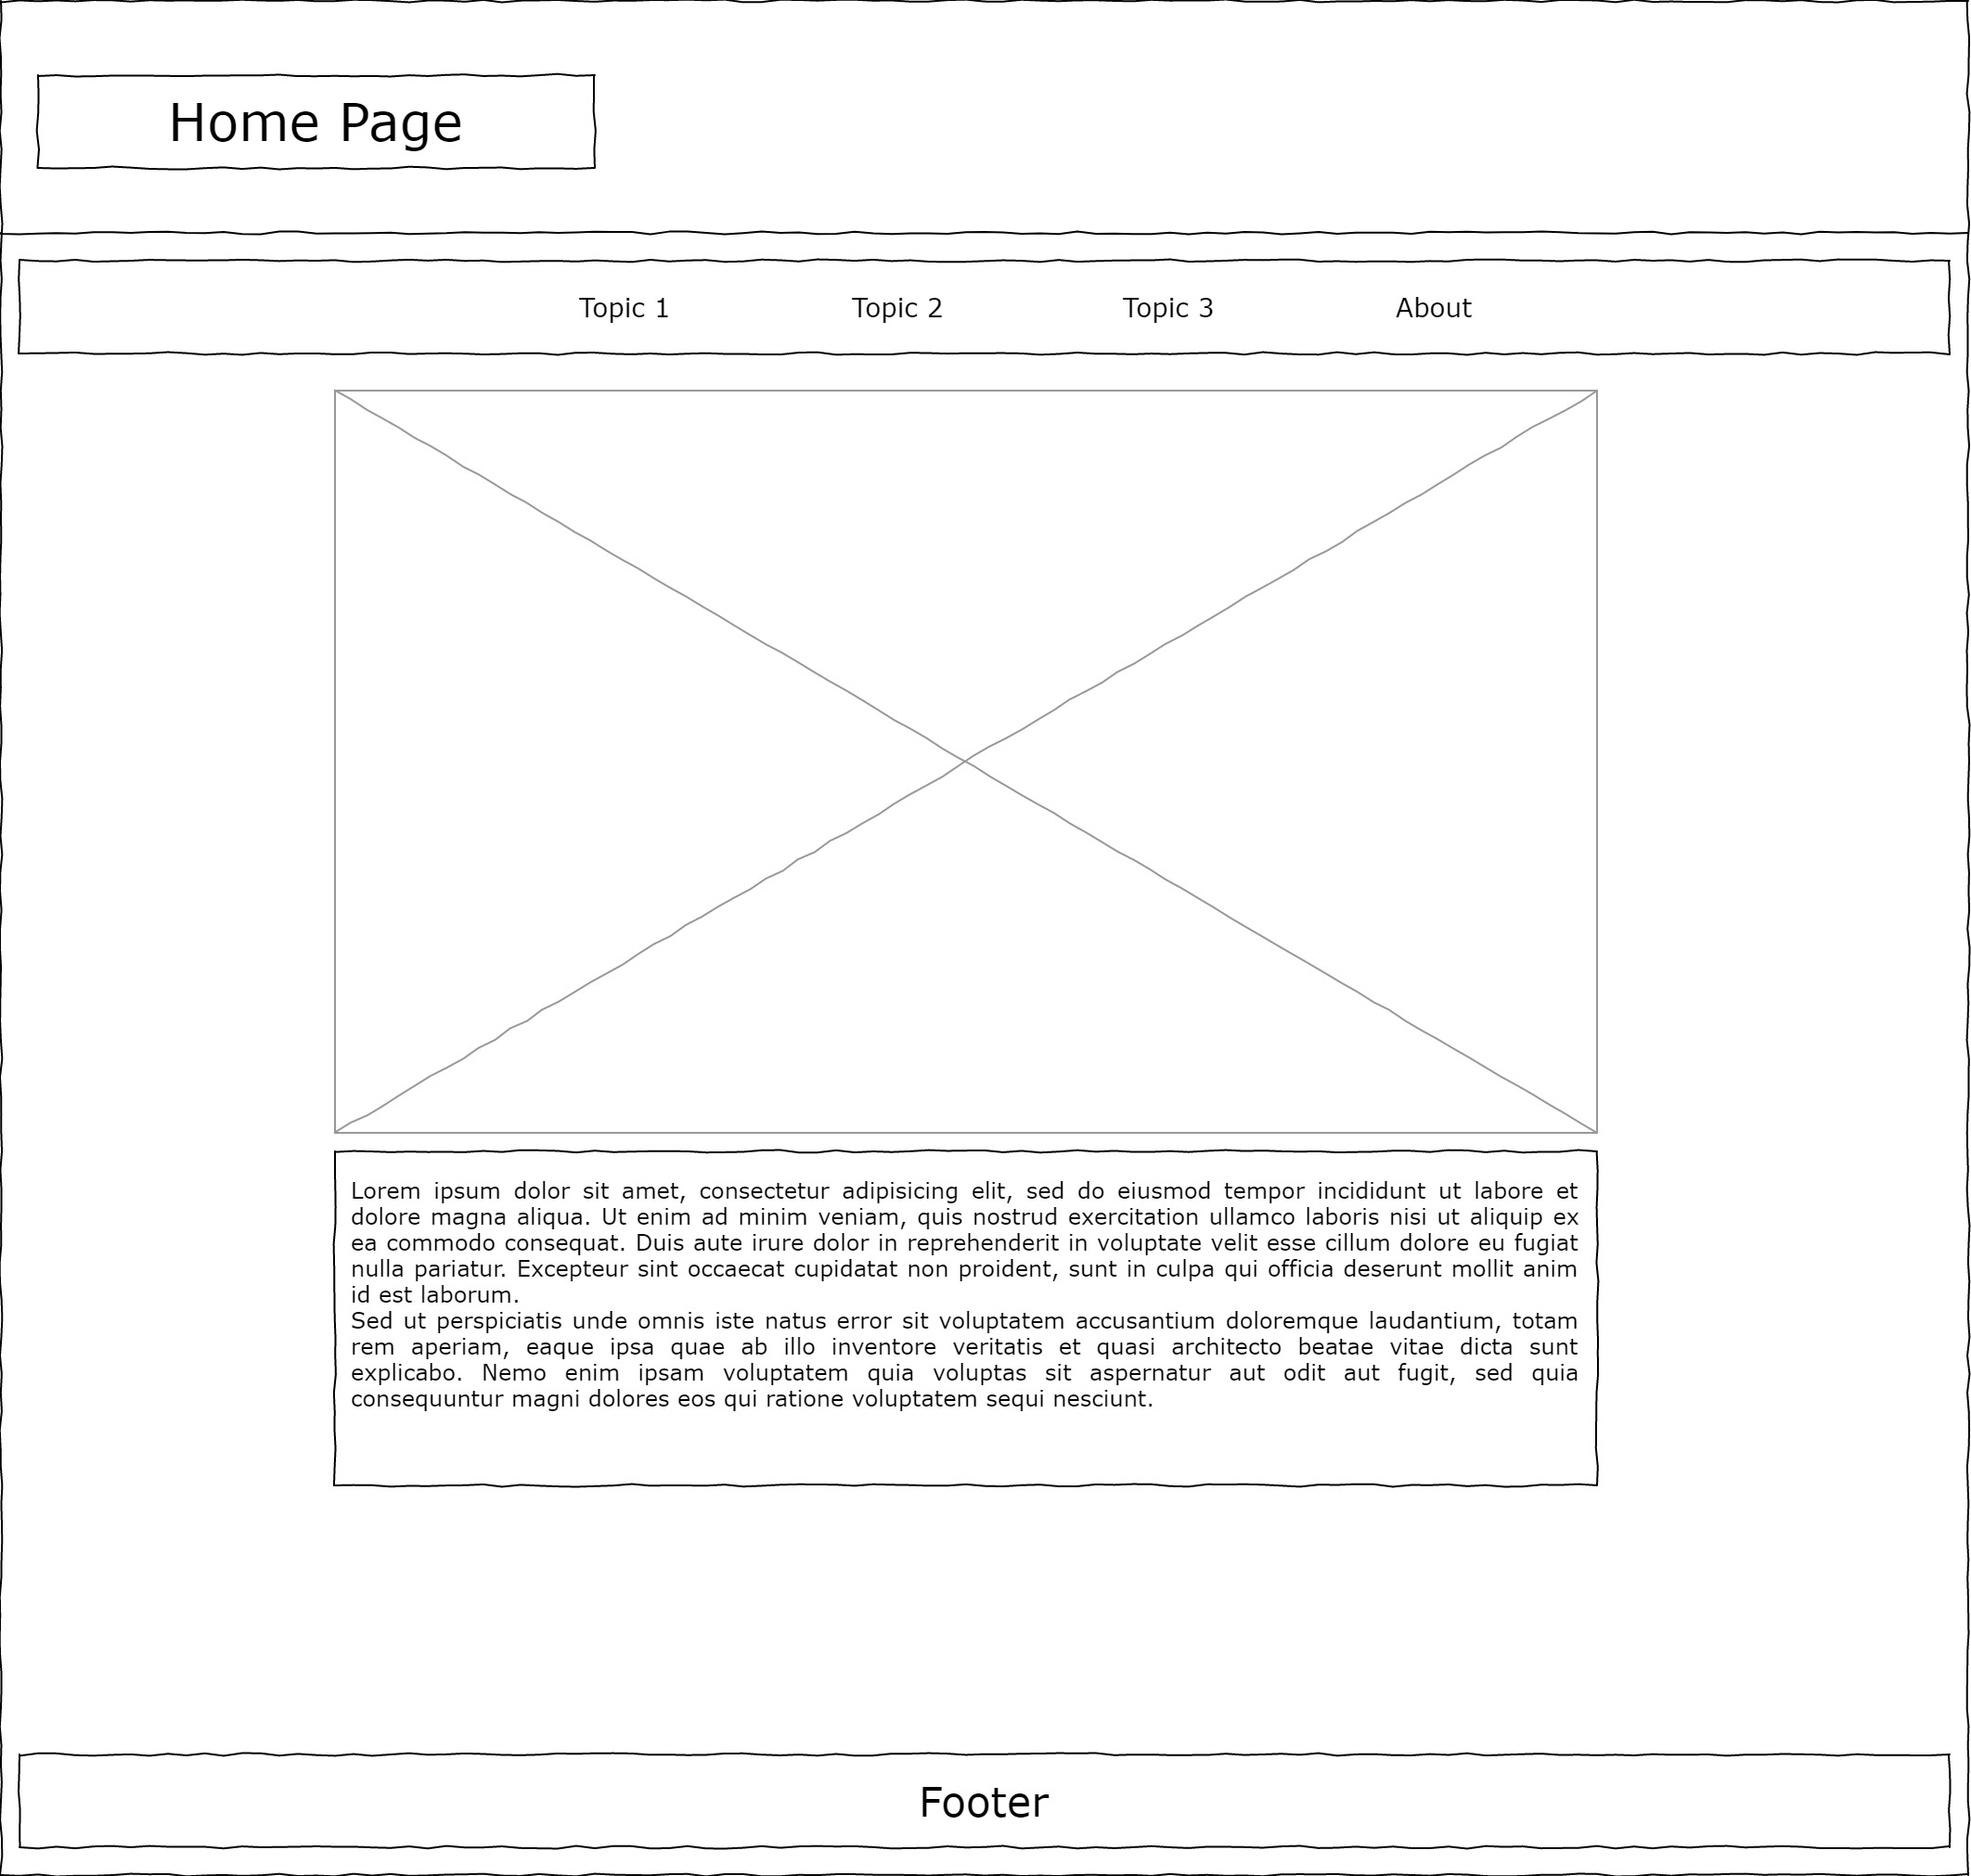 Home Page
Topic 1 Topic 2 Topic 3 About
Lorem ipsum dolor sit amet, consectetur adipisicing elit, sed do eiusmod tempor incididunt ut labore et
dolore magna aliqua. Ut enim ad minim veniam, quis nostrud exercitation ullamco laboris nisi ut aliquip ex
ea commodo consequat. Duis aute irure dolor in reprehenderit in voluptate velit esse cillum dolore eu fugiat
nulla pariatur. Excepteur sint occaecat cupidatat non proident, sunt in culpa qui officia deserunt mollit anim
id est laborum.
Sed ut perspiciatis unde omnis iste natus error sit voluptatem accusantium doloremque laudantium, totam
rem aperiam, eaque ipsa quae ab illo inventore veritatis et quasi architecto beatae vitae dicta sunt
explicabo. Nemo enim ipsam voluptatem quia voluptas sit aspernatur aut odit aut fugit, sed quia
consequuntur magni dolores eos qui ratione voluptatem sequi nesciunt.
Footer